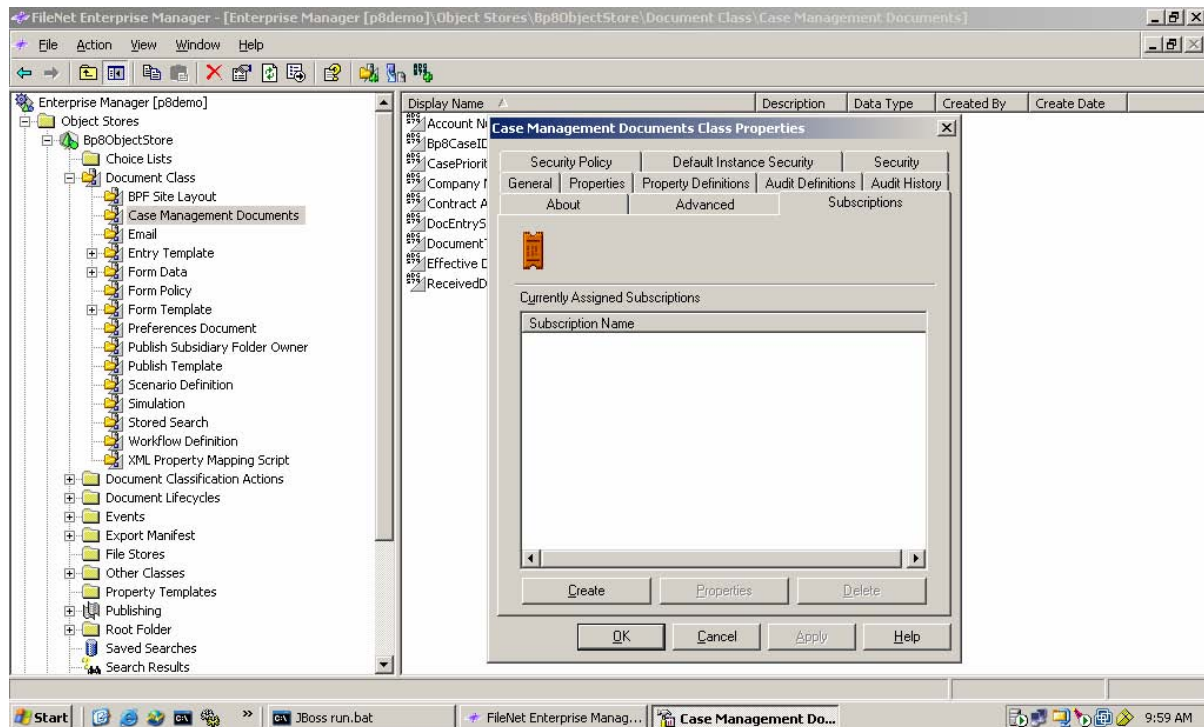 FileNet Enterprise Manager - [Enterprise Manager [p8demo]\Object Stores\Bp8ObjectStore\Document Class\Case Management Documents]
File Action View Window Help
Enterprise Manager [p8demo]
Object Stores
Bp8ObjectStore
Choice Lists
Document Class
BPF Site Layout
Case Management Documents
Email
Entry Template
Form Data
Form Policy
Form Template
Preferences Document
Publish Subsidiary Folder Owner
Publish Template
Scenario Definition
Simulation
Stored Search
Workflow Definition
XML Property Mapping Script
Document Classification Actions
Document Lifecycles
Events
Export Manifest
File Stores
Other Classes
Property Templates
Publishing
Root Folder
Saved Searches
Search Results
Display Name Description Data Type Created By Create Date
Account N
Bp8CaseID
CasePriorit
Company
Contract A
DocEntryS
Document
Effective D
ReceivedD
Case Management Documents Class Properties
Security Policy Default Instance Security Security
General Properties Property Definitions Audit Definitions Audit History
About Advanced Subscriptions
Currently Assigned Subscriptions
Subscription Name
Create Properties Delete
OK Cancel Apply Help
Start » JBoss run.bat FileNet Enterprise Manag... Case Management Do... 9:59 AM